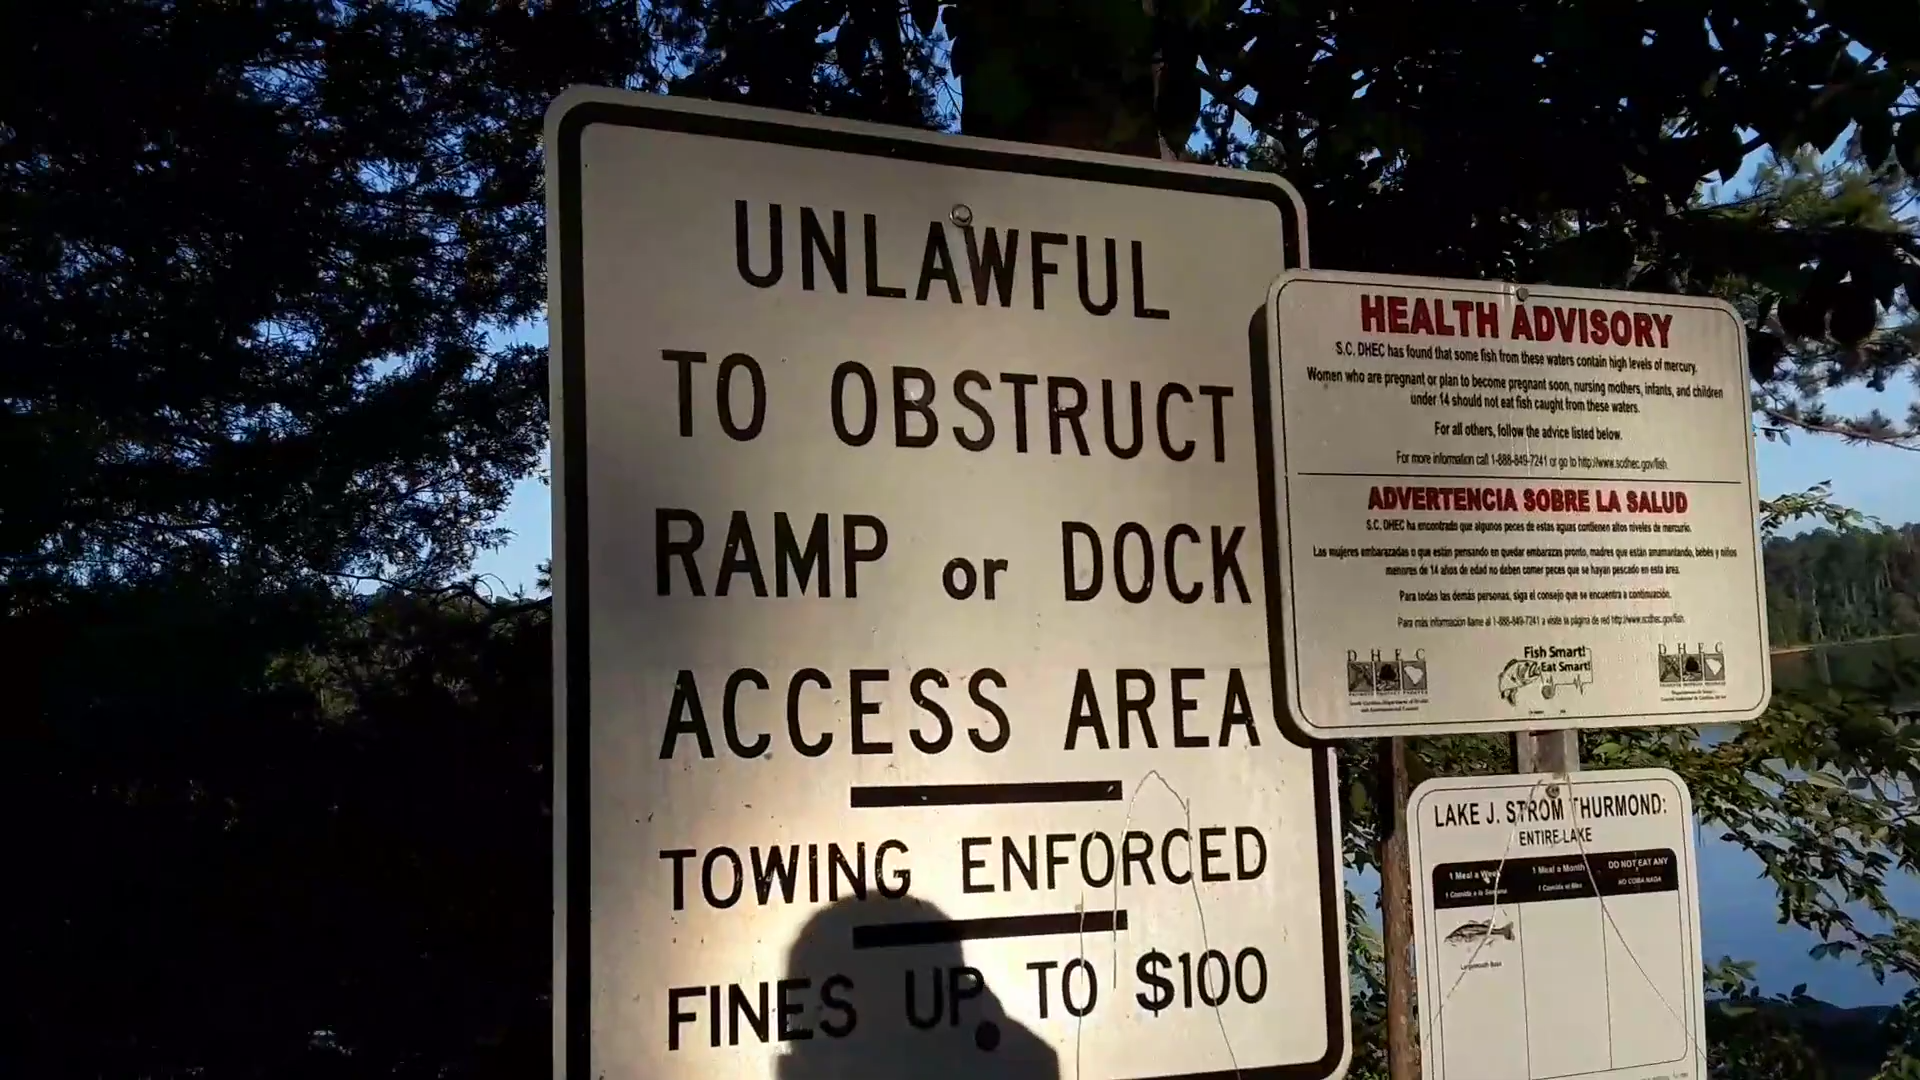 UNLAWFUL
TO OBSTRUCT
RAMP or DOCK
ACCESS AREA
TOWING ENFORCED
FINES UP TO $100
HEALTH ADVISORY
S.C. DHEC has found that some fish from these waters contain high levels of mercury.
Women who are pregnant or plan to become pregnant soon, nursing mothers, infants, and children
under 14 should not eat fish caught from these waters.
For all others, follow the advice listed below.
For more information call 1-888-849-7241 or go to http://www.scdhec.gov/fish.
ADVERTENCIA SOBRE LA SALUD
S.C. DHEC ha encontrado que algunos peces de estas aguas contienen altos niveles de mercurio.
Las mujeres embarazadas o que están pensando en quedar embarazas pronto, madres que están amamantando, bebés y niños
menores de 14 años de edad no deben comer peces que se hayan pescado en esta área.
Para todas las demás personas, siga el consejo que se encuentra a continuación.
Para más información llame al 1-888-849-7241 a visite la página de red http://www.scdhec.gov/fish.
D H E C
Fish Smart!
Eat Smart!
D H E C
LAKE J. STROM THURMOND:
ENTIRE LAKE
1 Meal a Week
1 Comida a la Semana
1 Meal a Month
1 Comida al Mes
DO NOT EAT ANY
NO COMA NADA
Largemouth Bass